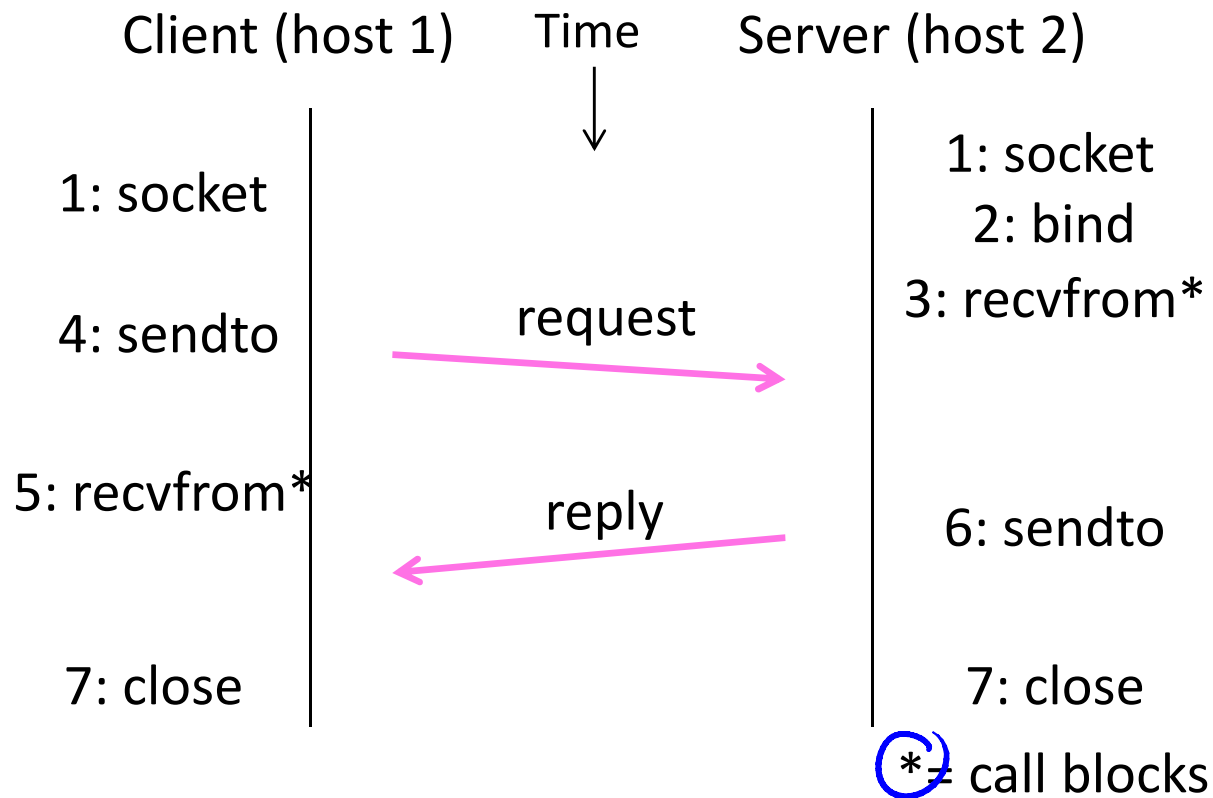 Client (host 1)
Time
Server (host 2)
1: socket
1: socket
2: bind
3: recvfrom*
4: sendto
request
5: recvfrom*
reply
6: sendto
7: close
7: close
*= call blocks